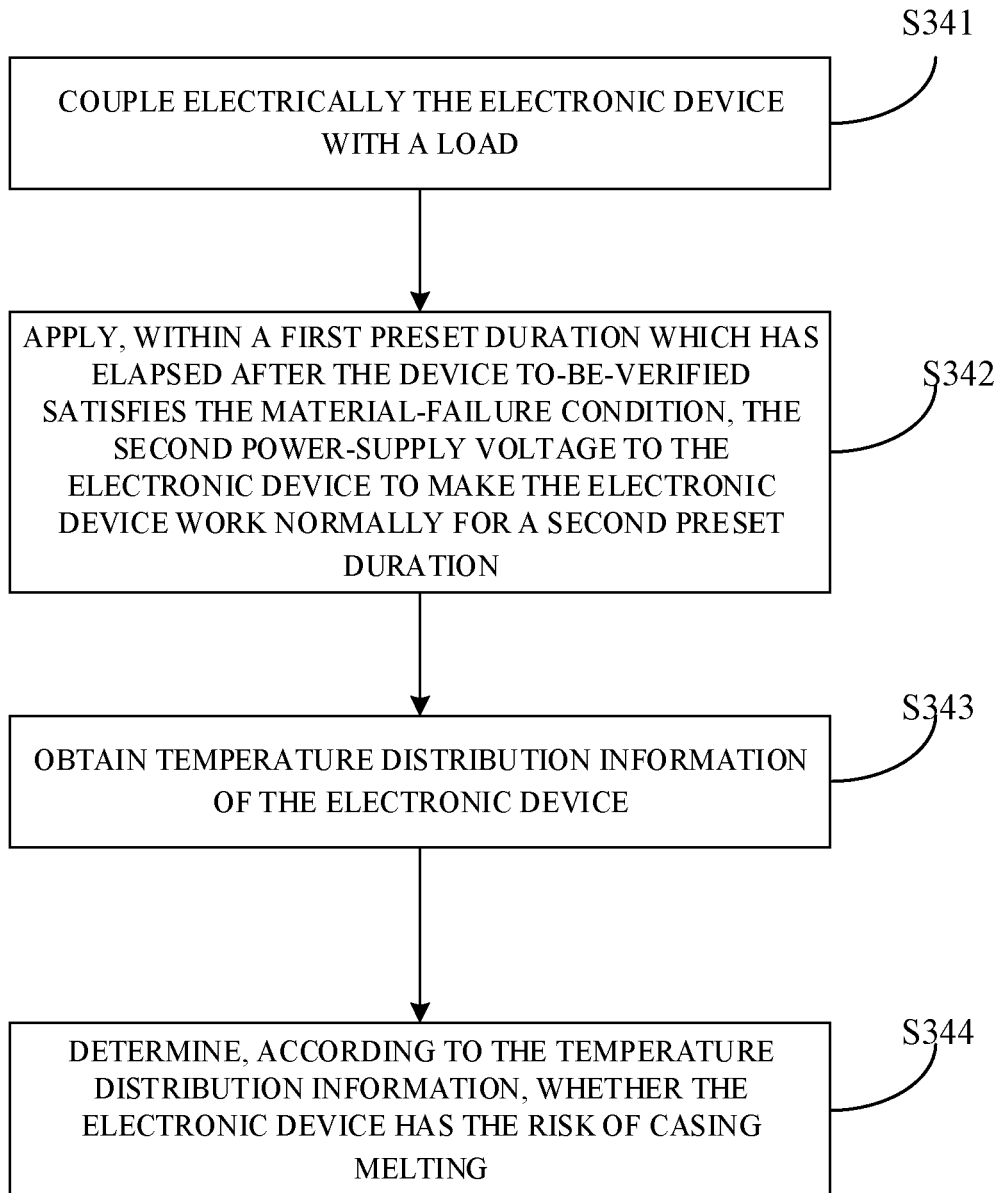 S341
COUPLE ELECTRICALLY THE ELECTRONIC DEVICE
WITH A LOAD
APPLY, WITHIN A FIRST PRESET DURATION WHICH HAS
ELAPSED AFTER THE DEVICE TO-BE-VERIFIED
SATISFIES THE MATERIAL-FAILURE CONDITION, THE
SECOND POWER-SUPPLY VOLTAGE TO THE
ELECTRONIC DEVICE TO MAKE THE ELECTRONIC
DEVICE WORK NORMALLY FOR A SECOND PRESET
DURATION
S342
OBTAIN TEMPERATURE DISTRIBUTION INFORMATION
OF THE ELECTRONIC DEVICE
S343
DETERMINE, ACCORDING TO THE TEMPERATURE
DISTRIBUTION INFORMATION, WHETHER THE
ELECTRONIC DEVICE HAS THE RISK OF CASING
MELTING
S344